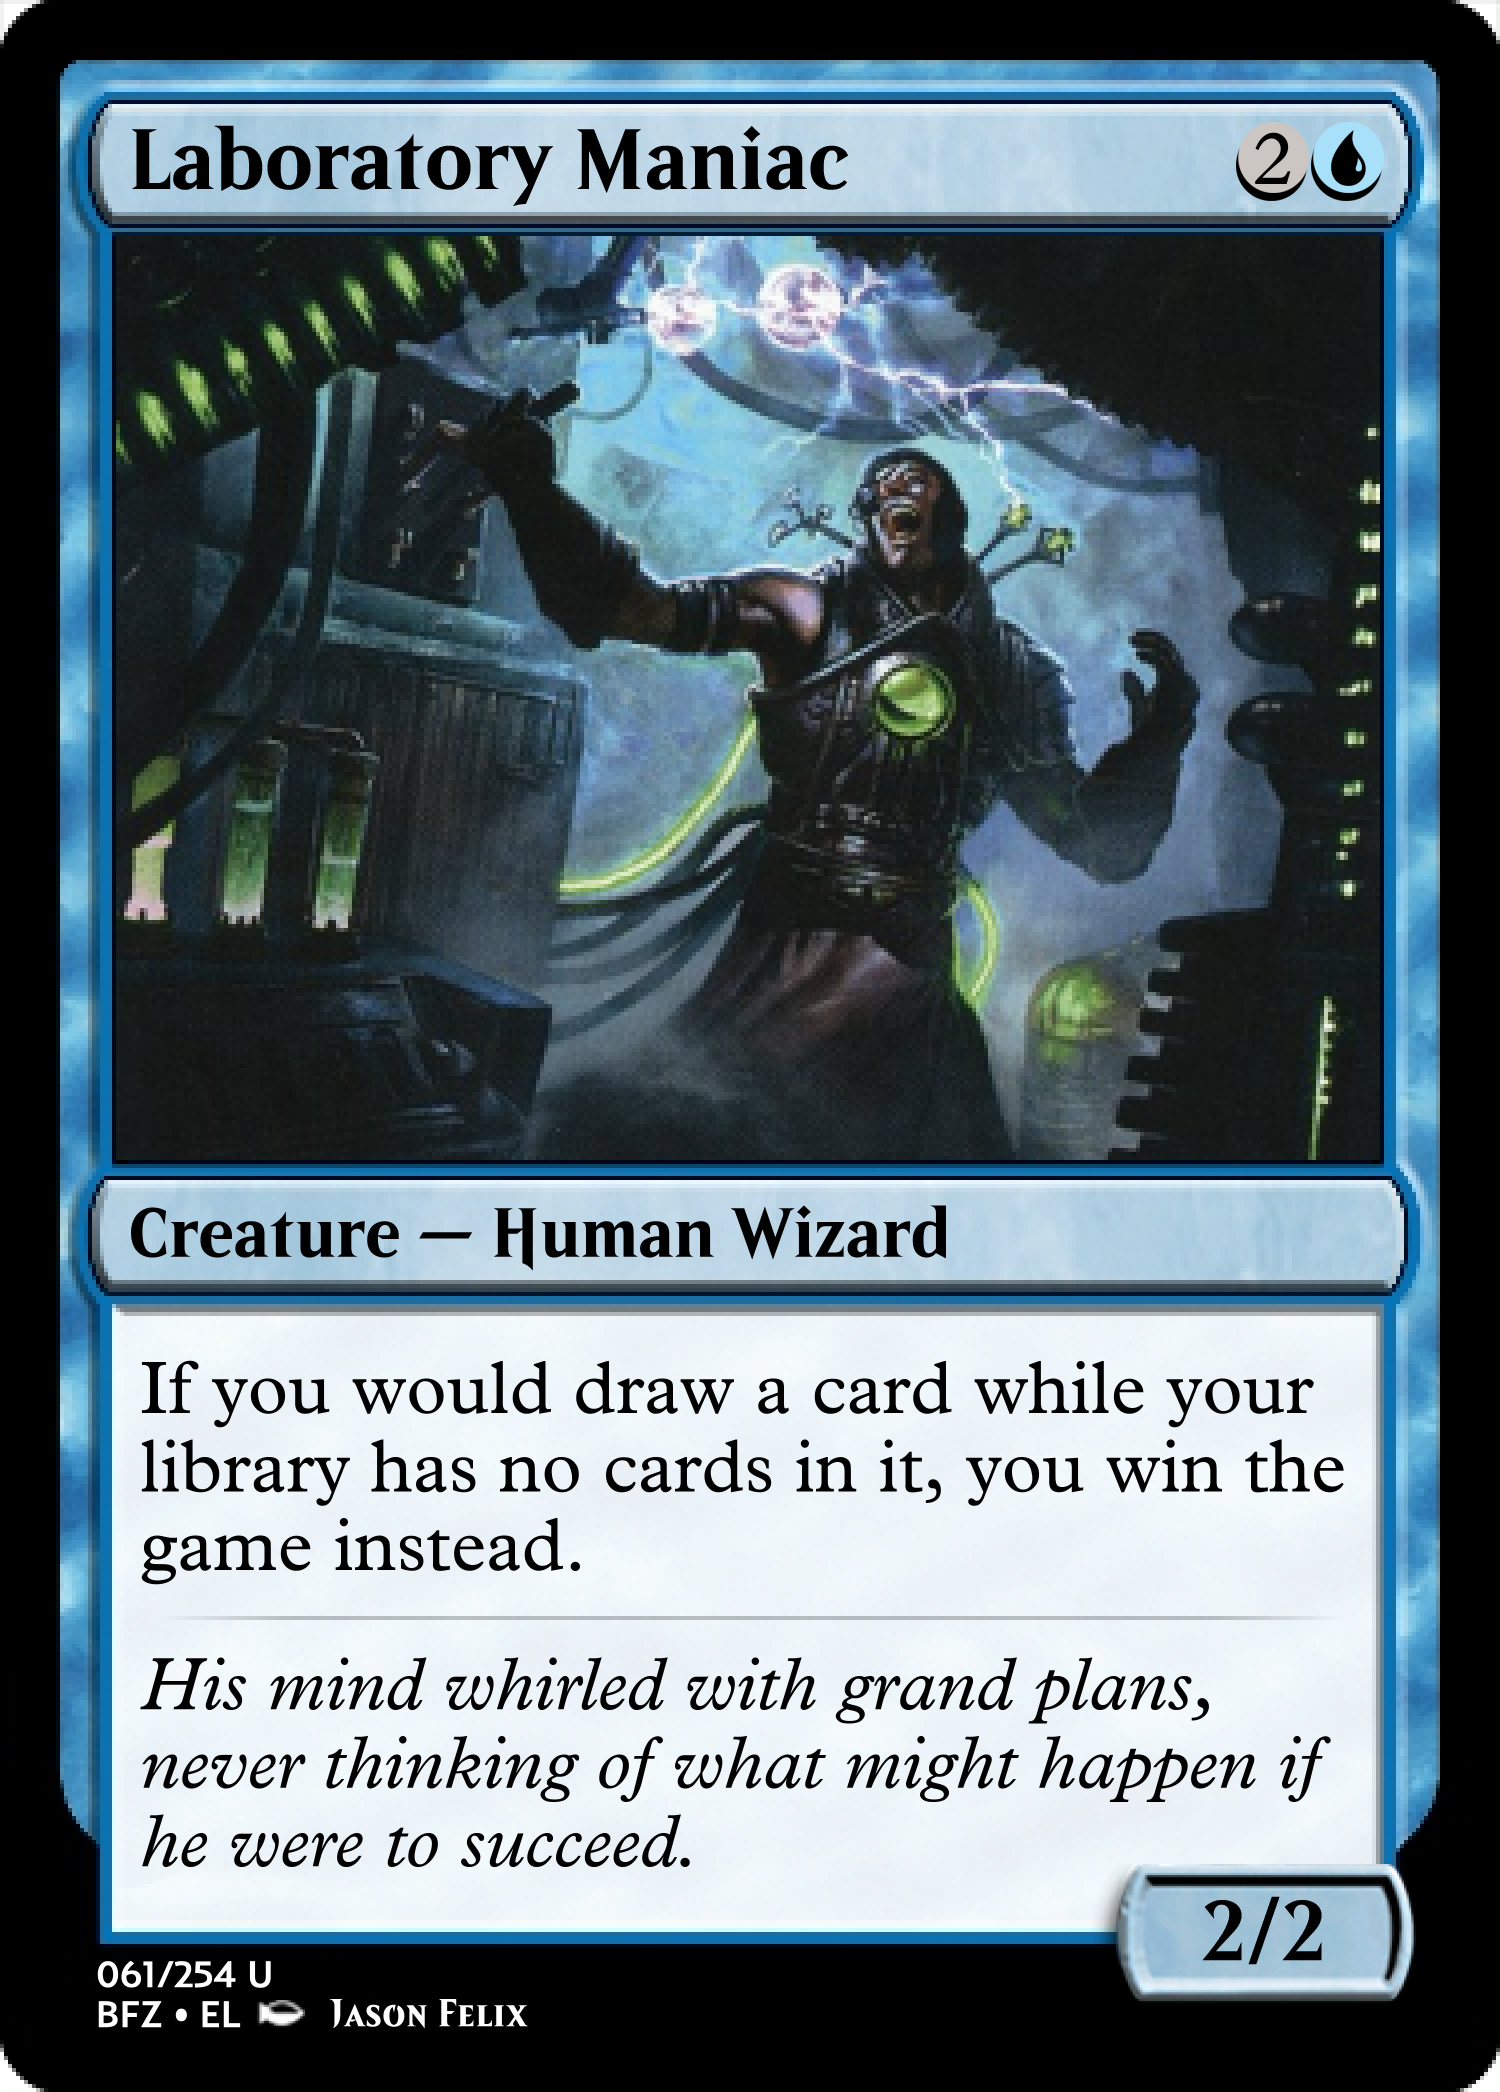 Laboratory Maniac 2
Creature — Human Wizard
If you would draw a card while your
library has no cards in it, you win the
game instead.
His mind whirled with grand plans,
never thinking of what might happen if
he were to succeed.
2/2
061/254 U
BFZ • EL Jason Felix